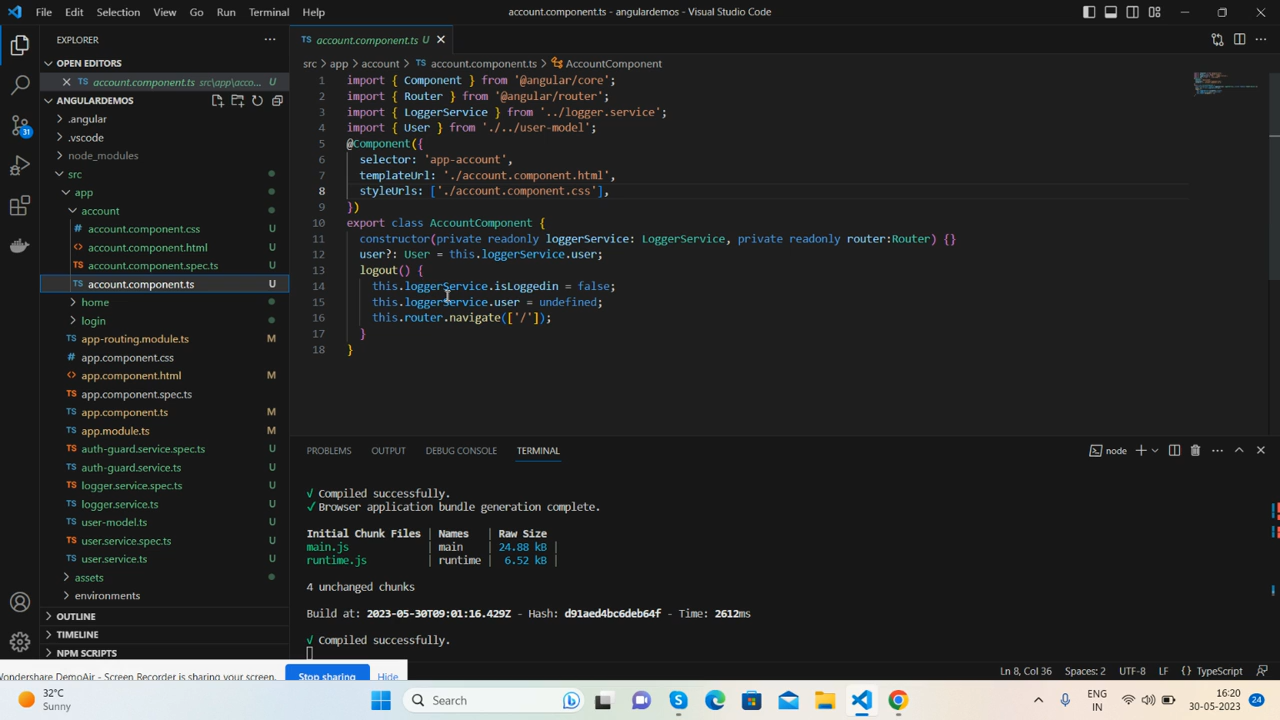 File Edit Selection View Go Run Terminal Help account.component.ts - angulardemos - Visual Studio Code
EXPLORER ...
OPEN EDITORS
TS account.component.ts src\app\acco... U
ANGULARDEMOS
.angular
.vscode
node_modules
src
app
account
account.component.css U
account.component.html U
TS account.component.spec.ts U
TS account.component.ts U
home
login
TS app-routing.module.ts M
app.component.css
app.component.html M
TS app.component.spec.ts
TS app.component.ts M
TS app.module.ts M
TS auth-guard.service.spec.ts U
TS auth-guard.service.ts U
TS logger.service.spec.ts U
TS logger.service.ts U
TS user-model.ts U
TS user.service.spec.ts U
TS user.service.ts U
assets
environments
OUTLINE
TIMELINE
NPM SCRIPTS
31
TS account.component.ts
src > app > account > TS account.component.ts > AccountComponent
1 import { Component } from '@angular/core';
2 import { Router } from '@angular/router';
3 import { LoggerService } from '../logger.service';
4 import { User } from './../user-model';
5 @Component({
6 selector: 'app-account',
7 templateUrl: './account.component.html',
8 styleUrls: ['./account.component.css'],
9 })
10 export class AccountComponent {
11 constructor(private readonly loggerService: LoggerService, private readonly router:Router) {}
12 user?: User = this.loggerService.user;
13 logout() {
14 this.loggerService.isLoggedin = false;
15 this.loggerService.user = undefined;
16 this.router.navigate(['/']);
17 }
18 }
PROBLEMS OUTPUT DEBUG CONSOLE TERMINAL node
√ Compiled successfully.
√ Browser application bundle generation complete.
Initial Chunk Files | Names | Raw Size
main.js | main | 24.88 kB |
runtime.js | runtime | 6.52 kB |
4 unchanged chunks
Build at: 2023-05-30T09:01:16.429Z - Hash: d91aed4bc6deb64f - Time: 2612ms
√ Compiled successfully.
Ln 8, Col 36 Spaces: 2 UTF-8 LF {} TypeScript
DemoAir - Screen Recorder is sharing your screen. Stop sharing Hide
32°C
Sunny
Search
ENG
IN
16:20
30-05-2023
24